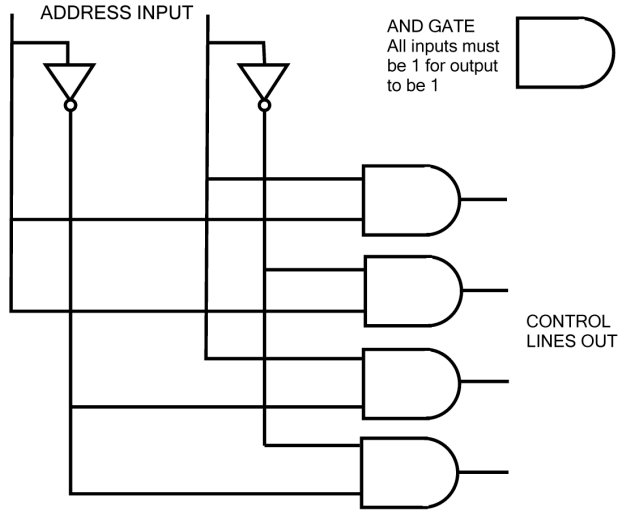 ADDRESS INPUT
AND GATE
All inputs must
be 1 for output
to be 1
CONTROL
LINES OUT